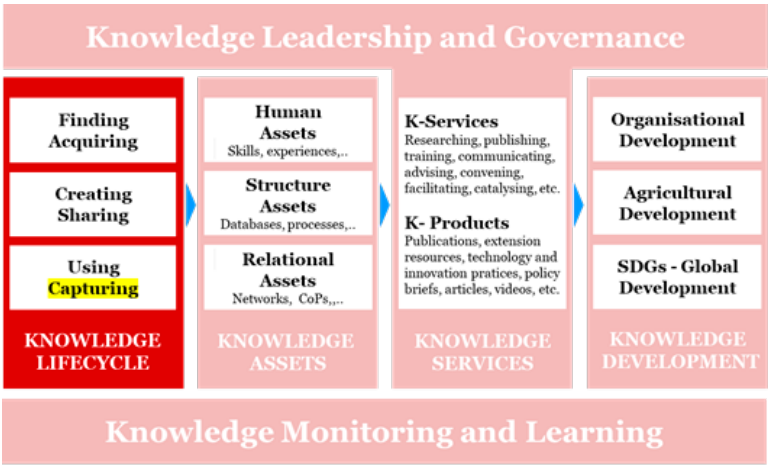 Knowledge Leadership and Governance
Finding
Acquiring
Creating
Sharing
Using
Capturing
KNOWLEDGE
LIFECYCLE
Human
Assets
Skills, experiences,..
Structure
Assets
Databases, processes,..
Relational
Assets
Networks, CoPs,,..
KNOWLEDGE
ASSETS
K-Services
Researching, publishing,
training, communicating,
advising, convening,
facilitating, catalysing, etc.
K- Products
Publications, extension
resources, technology and
innovation pratices, policy
briefs, articles, videos, etc.
KNOWLEDGE
SERVICES
Organisational
Development
Agricultural
Development
SDGs - Global
Development
KNOWLEDGE
DEVELOPMENT
Knowledge Monitoring and Learning